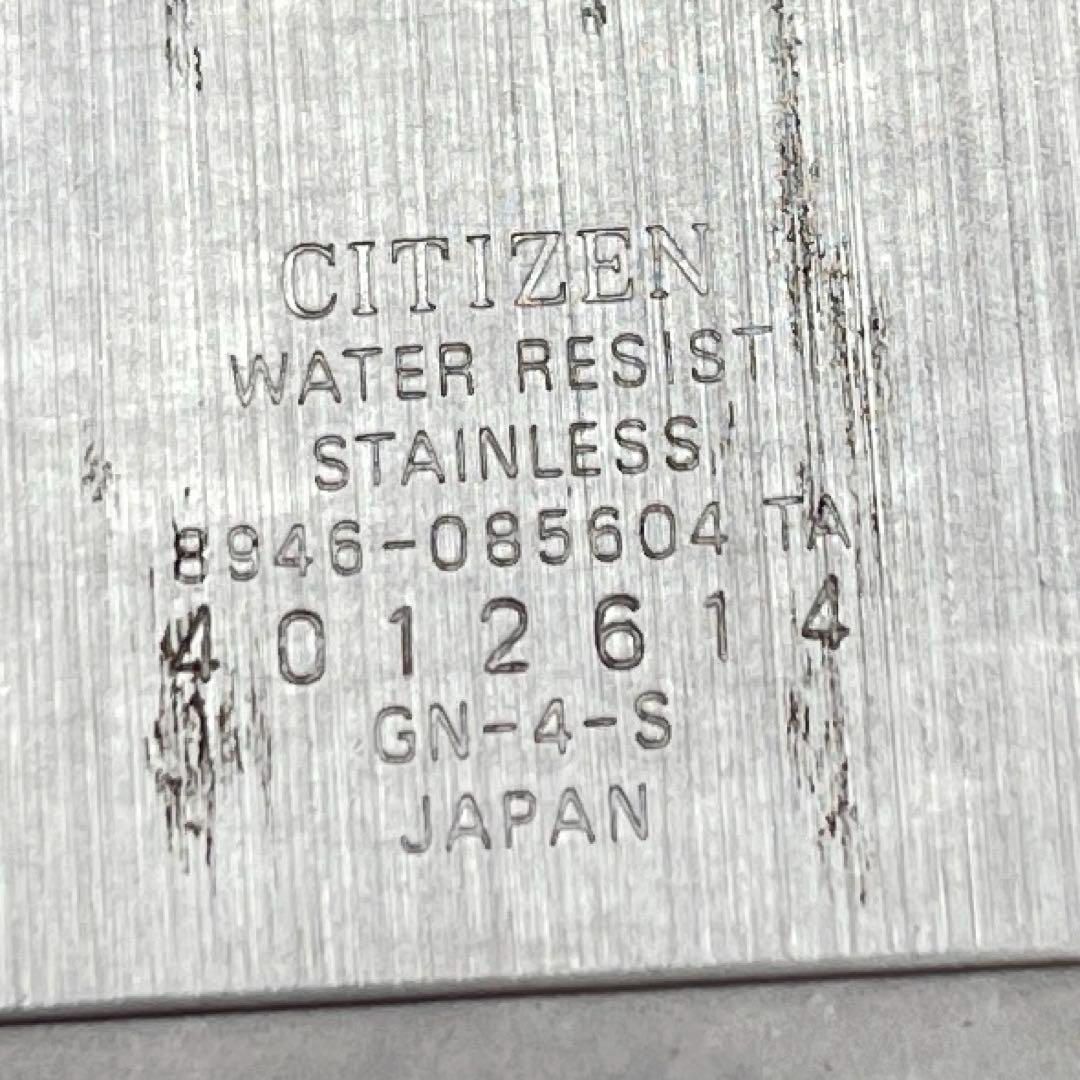 CITIZEN
WATER RESIST
STAINLESS
8946-085604 TA
4012614
GN-4-S
JAPAN